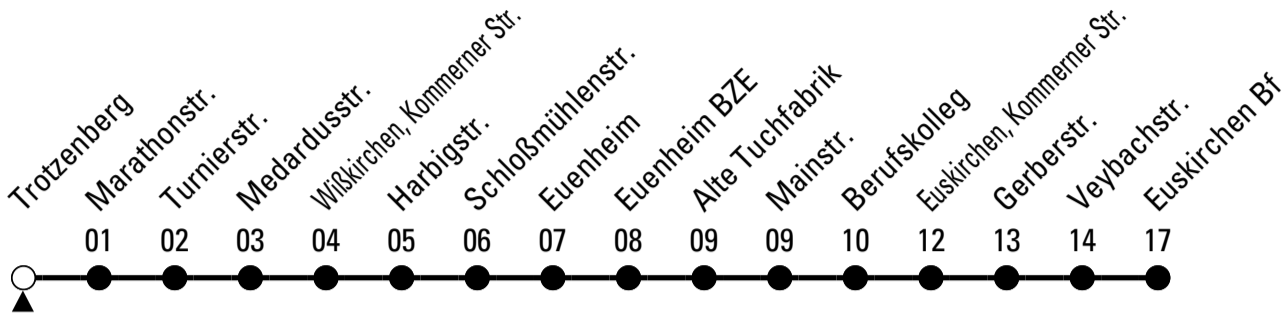 Trotzenberg
Marathonstr.
Turnierstr.
Medardusstr.
Wißkirchen, Kommerner Str.
Harbigstr.
Schloßmühlenstr.
Euenheim
Euenheim BZE
Alte Tuchfabrik
Mainstr.
Berufskolleg
Euskirchen, Kommerner Str.
Gerberstr.
Veybachstr.
Euskirchen Bf
01 02 03 04 05 06 07 08 09 09 10 12 13 14 17